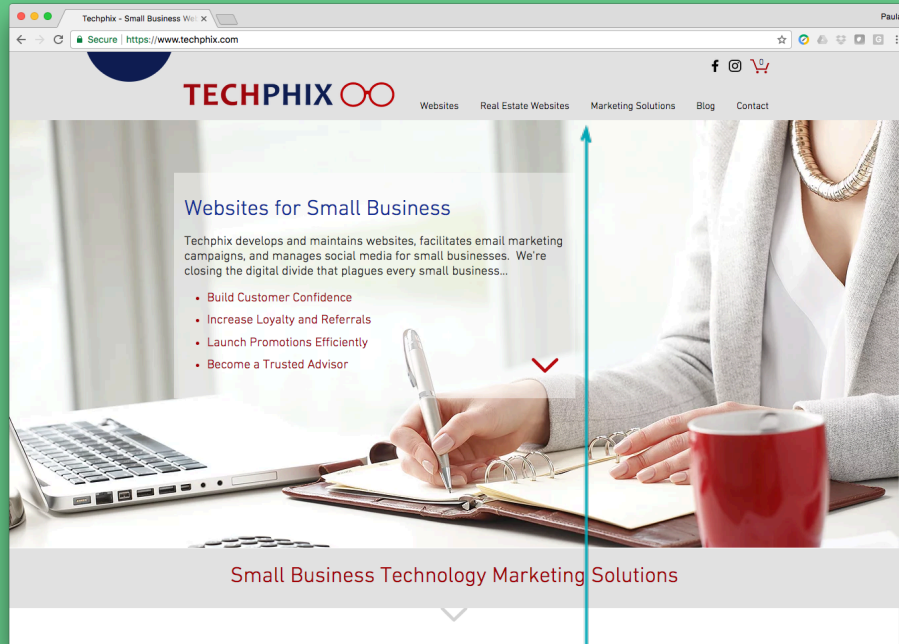 Techphix - Small Business We
Paula
Secure | https://www.techphix.com
0
TECHPHIX
Websites Real Estate Websites Marketing Solutions Blog Contact
Websites for Small Business
Techphix develops and maintains websites, facilitates email marketing
campaigns, and manages social media for small businesses. We're
closing the digital divide that plagues every small business...
• Build Customer Confidence
• Increase Loyalty and Referrals
• Launch Promotions Efficiently
• Become a Trusted Advisor
Small Business Technology Marketing Solutions